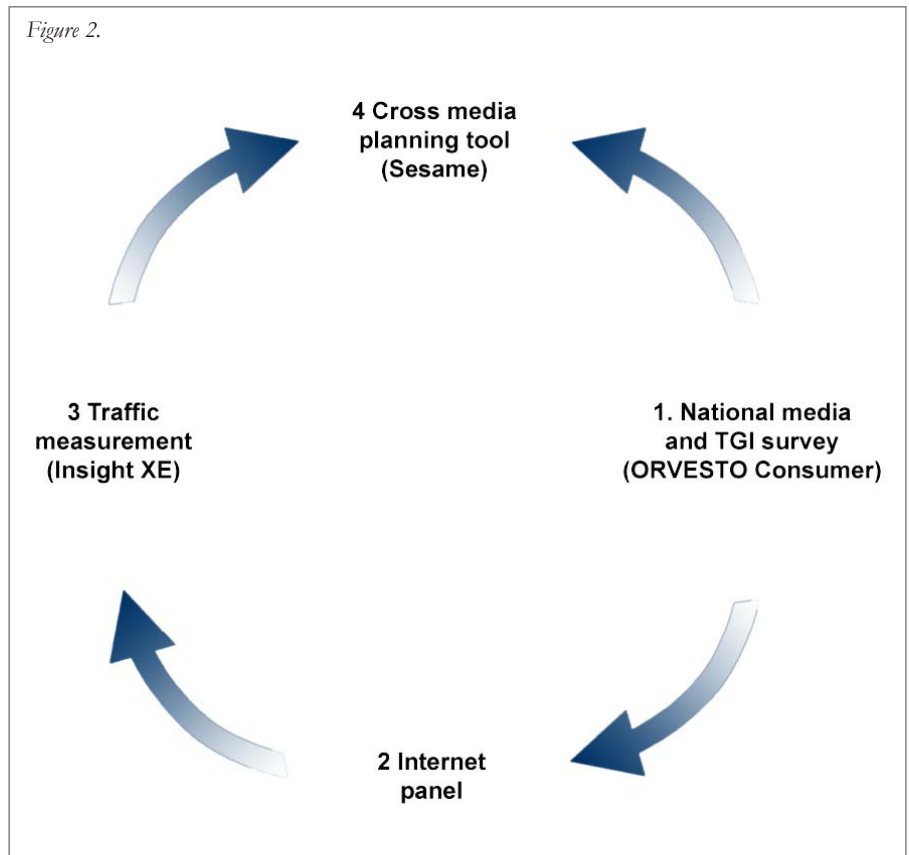 Figure 2.
4 Cross media
planning tool
(Sesame)
3 Traffic
measurement
(Insight XE)
1. National media
and TGI survey
(ORVESTO Consumer)
2 Internet
panel